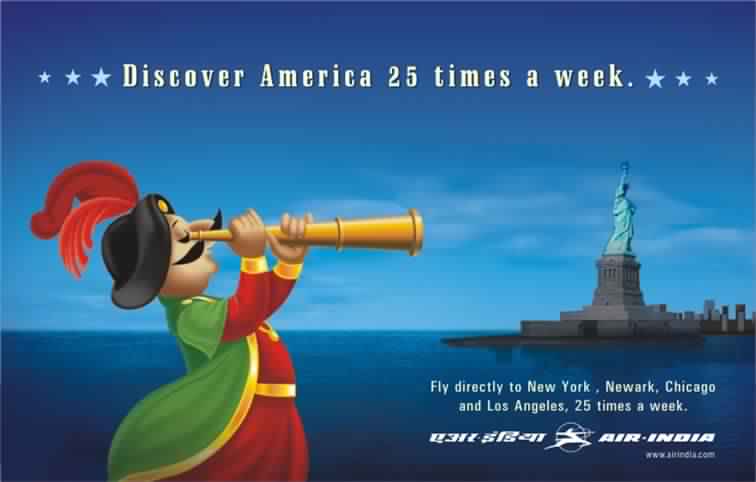 Discover America 25 times a week.
Fly directly to New York , Newark, Chicago
and Los Angeles, 25 times a week.
एअर-इंडिया AIR-INDIA
www.airindia.com